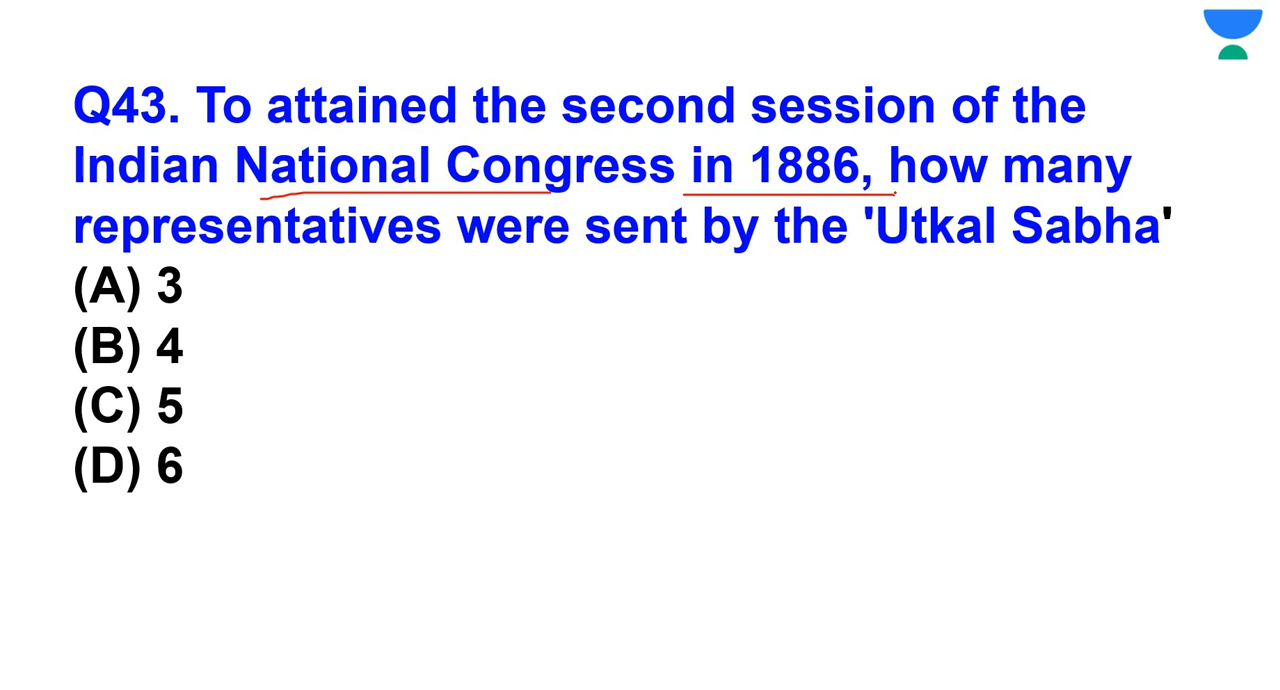 Q43. To attained the second session of the
Indian National Congress in 1886, how many
representatives were sent by the 'Utkal Sabha'
(A) 3
(B) 4
(C) 5
(D) 6